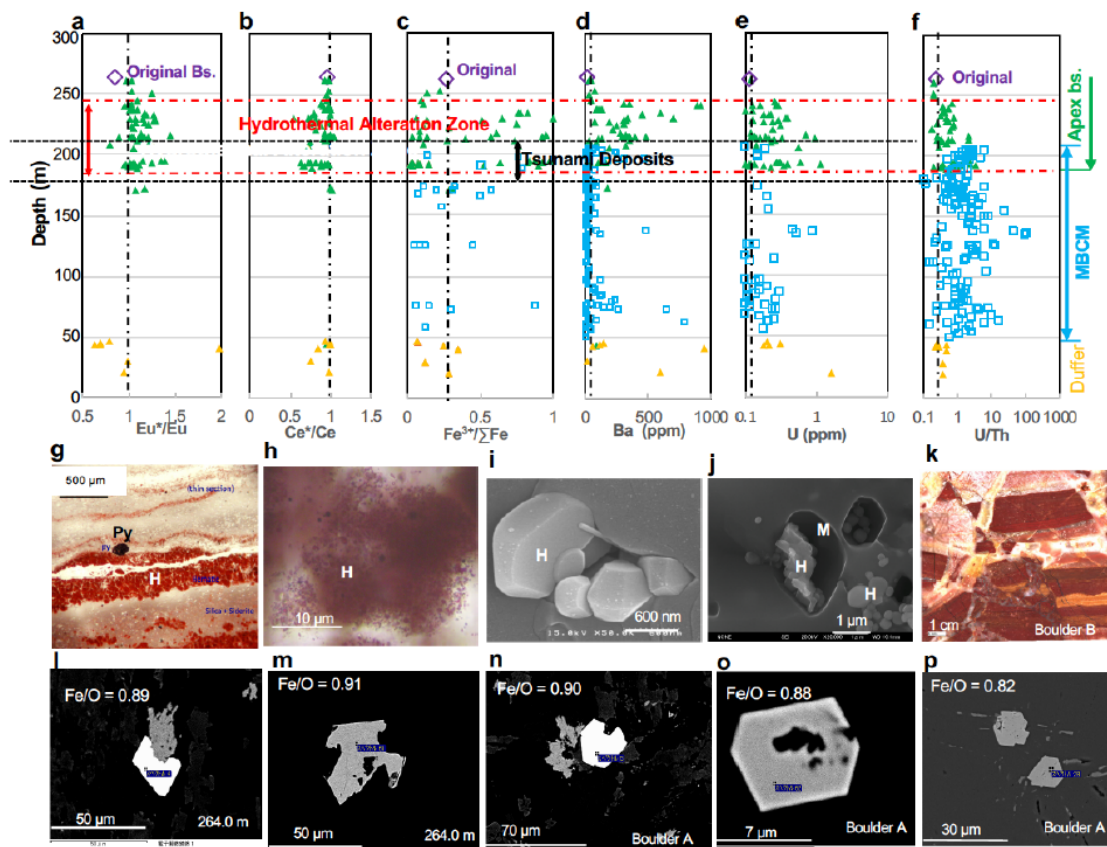 a b c d e f
300
250
200
150
100
50
0
Depth (m)
Original Bs.
Original
Original
Hydrothermal Alteration Zone
Tsunami Deposits
Apex bs.
MBCM
Duffer
0.5 1 1.5 2
Eu*/Eu
0 0.5 1 1.5
Ce*/Ce
0 0.5 1
Fe³⁺/∑Fe
0 500 1000
Ba (ppm)
0.1 1 10
U (ppm)
0.1 1 10 100 1000
U/Th
g h i j k
500 µm
(thin section)
Py
Py
H
Silica + Siderite
H
10 µm
H
600 nm
M
H
H
1 µm
1 cm
Boulder B
l m n o p
Fe/O = 0.89
50 µm
264.0 m
Fe/O = 0.91
50 µm
264.0 m
Fe/O = 0.90
70 µm
Boulder A
Fe/O = 0.88
7 µm
Boulder A
Fe/O = 0.82
30 µm
Boulder A